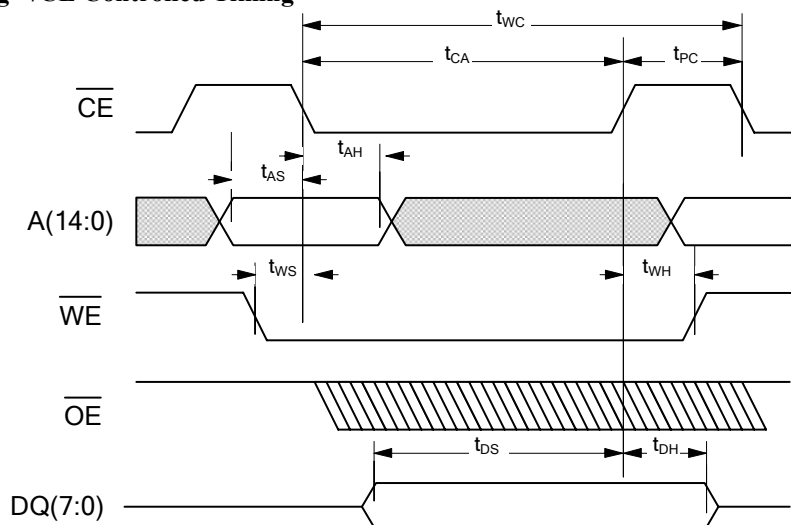 /CE Controlled Timing
tWC
tCA
tPC
CE
tAH
tAS
A(14:0)
tWS
tWH
WE
OE
tDS
tDH
DQ(7:0)